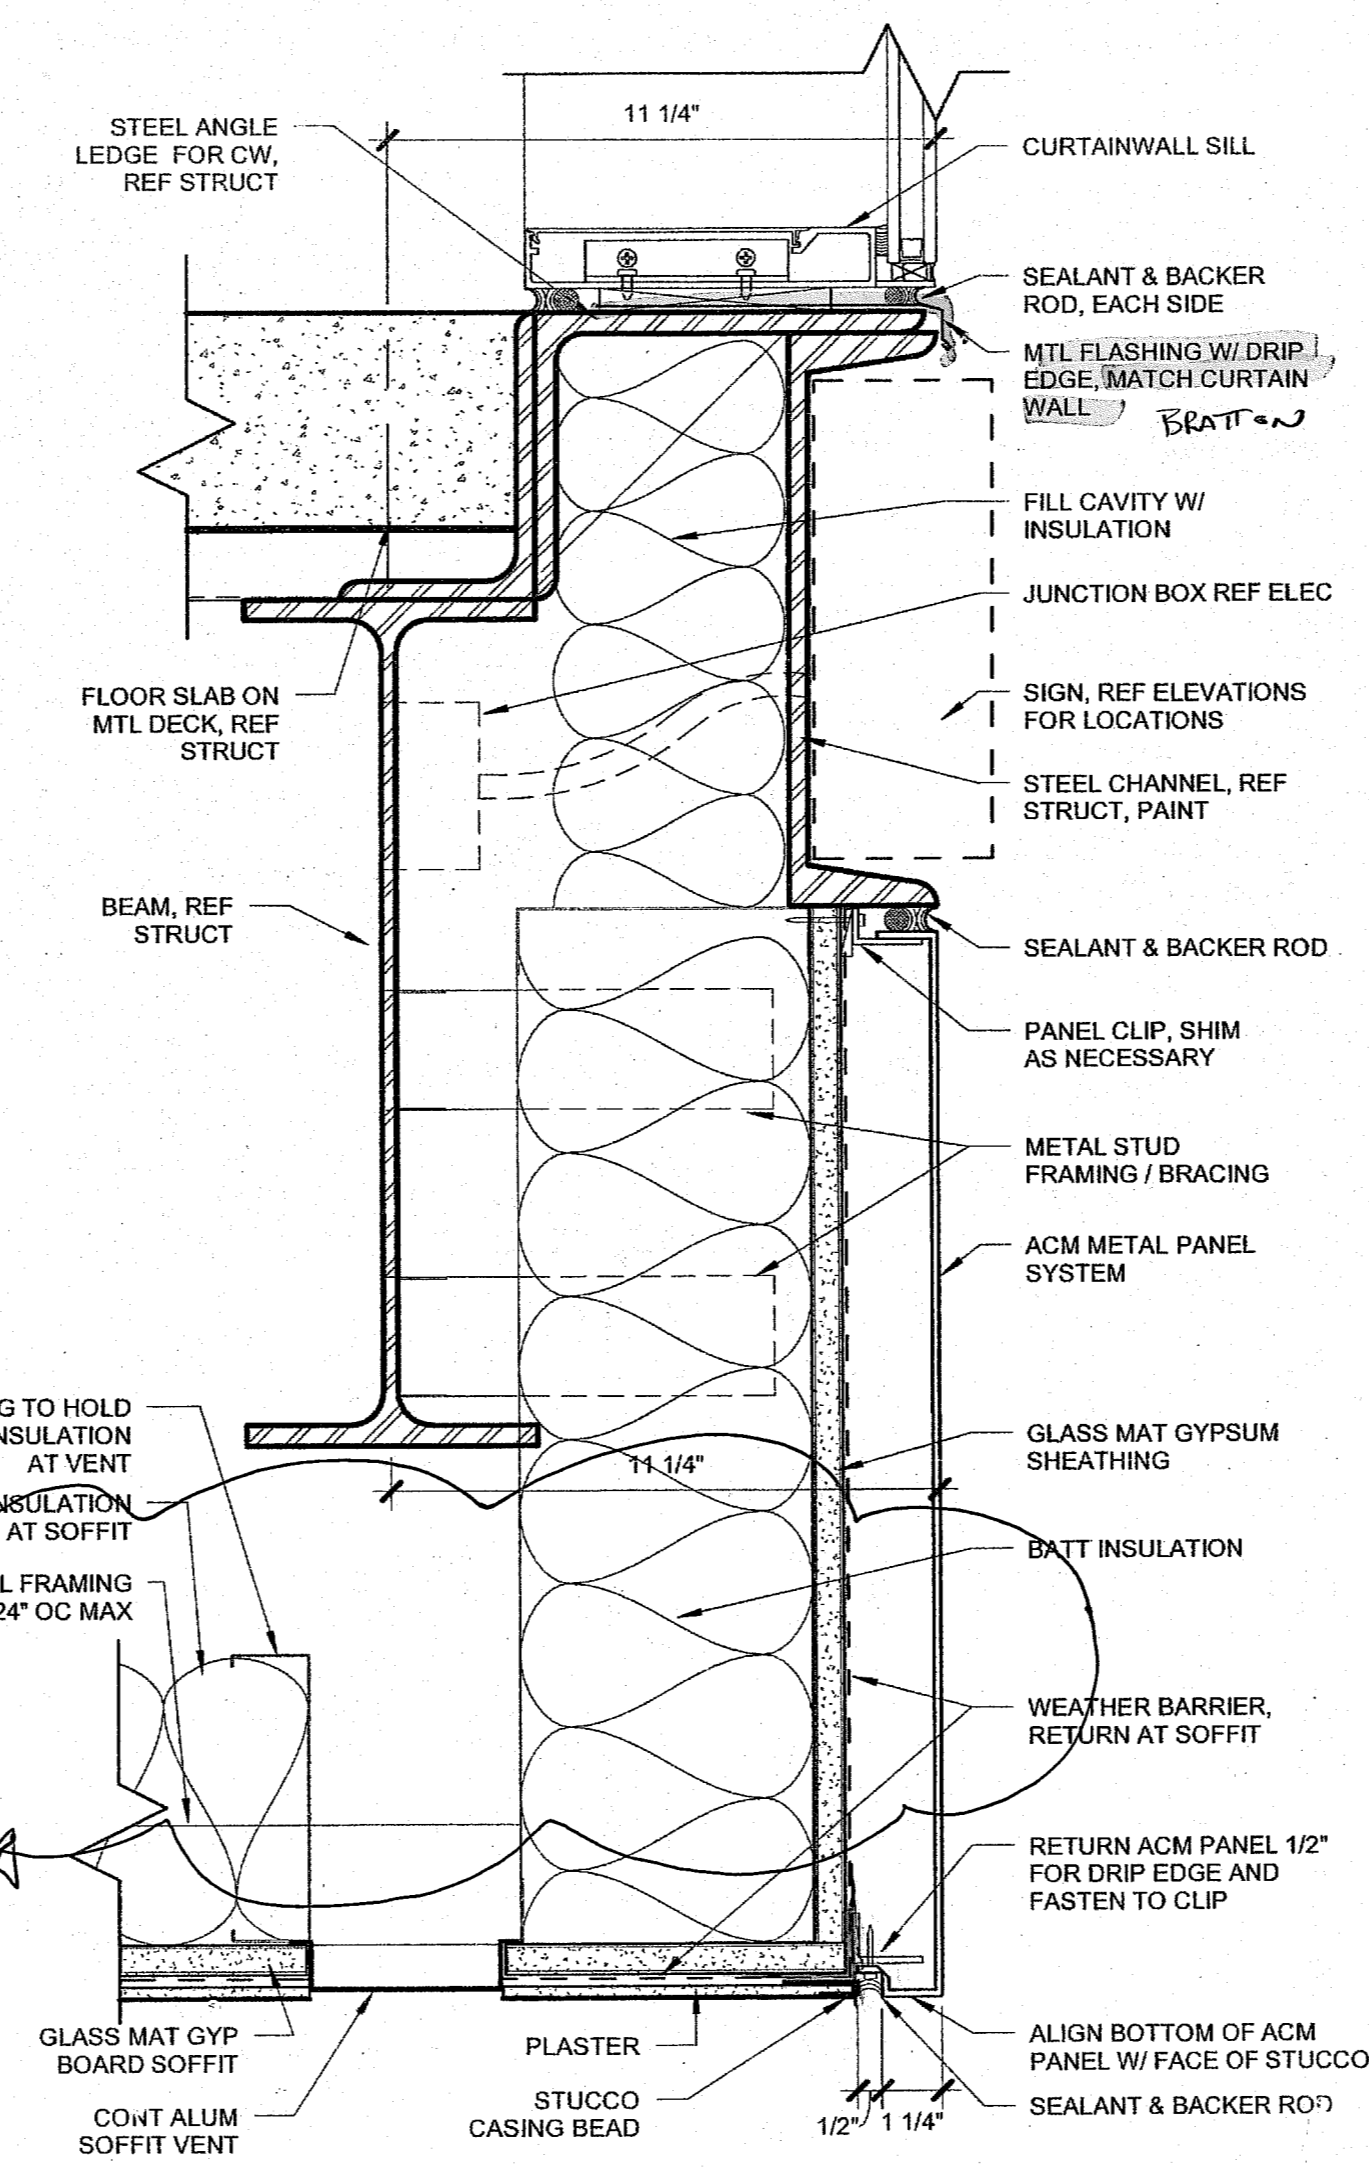 11 1/4"
STEEL ANGLE
LEDGE FOR CW,
REF STRUCT
CURTAINWALL SILL
SEALANT & BACKER
ROD, EACH SIDE
MTL FLASHING W/ DRIP
EDGE, MATCH CURTAIN
WALL
BRATTON
FILL CAVITY W/
INSULATION
JUNCTION BOX REF ELEC
FLOOR SLAB ON
MTL DECK, REF
STRUCT
SIGN, REF ELEVATIONS
FOR LOCATIONS
STEEL CHANNEL, REF
STRUCT, PAINT
BEAM, REF
STRUCT
SEALANT & BACKER ROD
PANEL CLIP, SHIM
AS NECESSARY
METAL STUD
FRAMING / BRACING
ACM METAL PANEL
SYSTEM
G TO HOLD
NSULATION
AT VENT
GLASS MAT GYPSUM
SHEATHING
11 1/4"
NSULATION
AT SOFFIT
BATT INSULATION
L FRAMING
24" OC MAX
WEATHER BARRIER,
RETURN AT SOFFIT
RETURN ACM PANEL 1/2"
FOR DRIP EDGE AND
FASTEN TO CLIP
GLASS MAT GYP
BOARD SOFFIT
PLASTER
ALIGN BOTTOM OF ACM
PANEL W/ FACE OF STUCCO
CONT ALUM
SOFFIT VENT
STUCCO
CASING BEAD
1/2"
1 1/4"
SEALANT & BACKER ROD